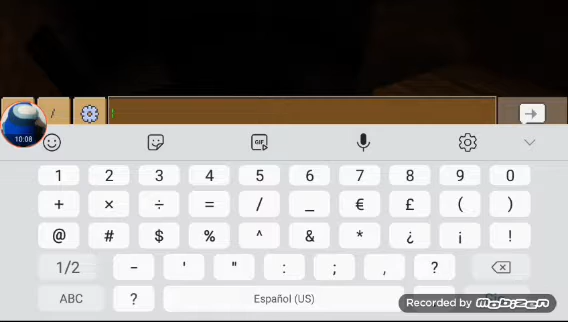 /
10:08
GIF
1 2 3 4 5 6 7 8 9 0
+ × ÷ = / _ € £ ( )
@ # $ % ^ & * ¿ ¡ !
1/2 - ' " : ; , ?
ABC ? Español (US)
Recorded by mobizen